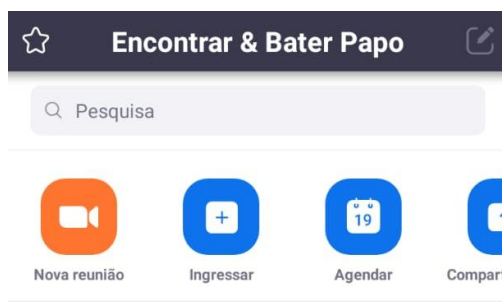 Encontrar & Bater Papo
Pesquisa
19
Nova reunião
Ingressar
Agendar